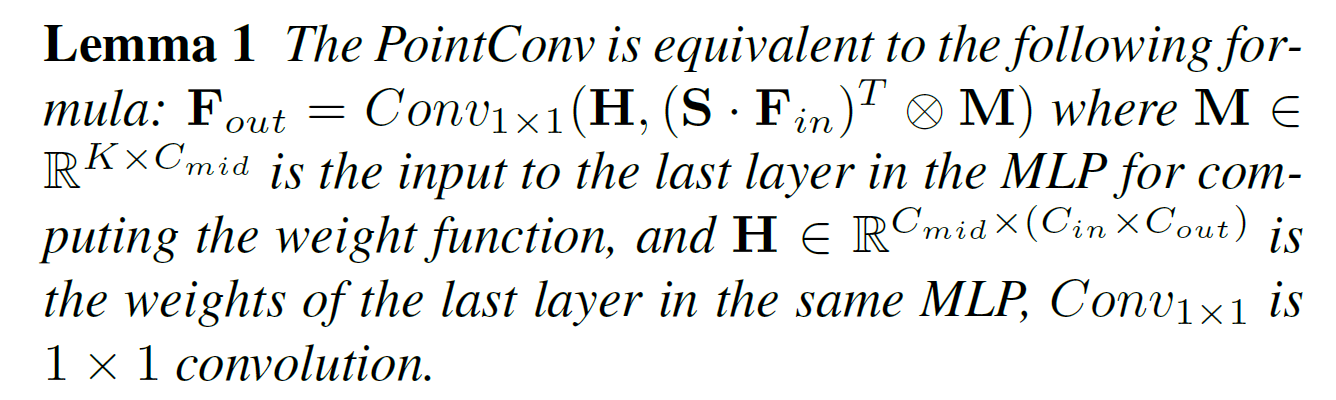 Lemma 1 The PointConv is equivalent to the following for-
mula: F_out = Conv_{1×1}(H, (S · F_in)^T ⊗ M) where M ∈
ℝ^{K×C_mid} is the input to the last layer in the MLP for com-
puting the weight function, and H ∈ ℝ^{C_mid×(C_in×C_out)} is
the weights of the last layer in the same MLP, Conv_{1×1} is
1 × 1 convolution.